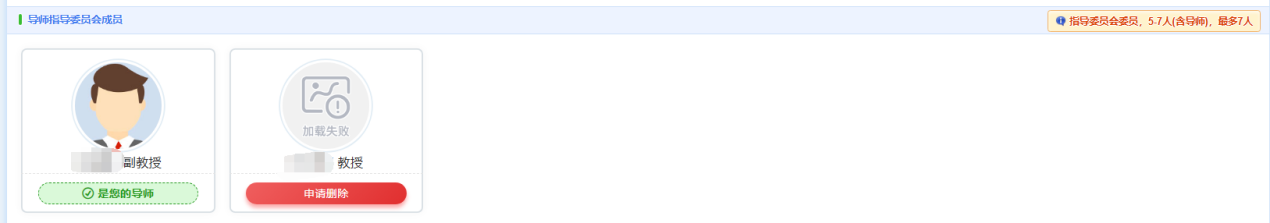 导师指导委员会成员
指导委员会委员，5-7人(含导师)，最多7人
加载失败
副教授
教授
是您的导师
申请删除